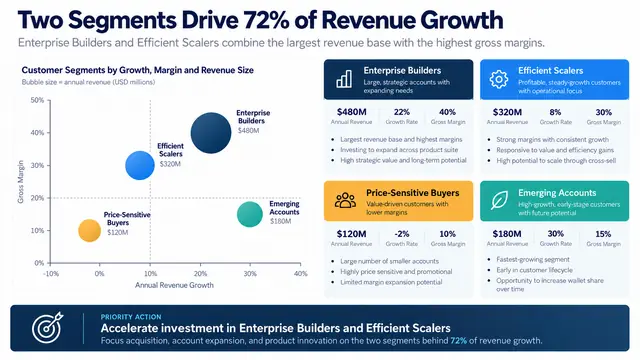 Two Segments Drive 72% of Revenue Growth
Enterprise Builders and Efficient Scalers combine the largest revenue base with the highest gross margins.
Customer Segments by Growth, Margin and Revenue Size
Bubble size = annual revenue (USD millions)
Gross Margin
50%
40%
30%
20%
10%
0%
Enterprise
Builders
$480M
Efficient
Scalers
$320M
Price-Sensitive
Buyers
$120M
Emerging
Accounts
$180M
-10%
0%
10%
20%
30%
40%
Annual Revenue Growth
Enterprise Builders
Large, strategic accounts with
expanding needs
$480M
22%
40%
Annual Revenue
Growth Rate
Gross Margin
• Largest revenue base and highest margins
• Investing to expand across product suite
• High strategic value and long-term potential
Efficient Scalers
Profitable, steady-growth customers
with operational focus
$320M
8%
30%
Annual Revenue
Growth Rate
Gross Margin
• Strong margins with consistent growth
• Responsive to value and efficiency gains
• High potential to scale through cross-sell
Price-Sensitive Buyers
Value-driven customers with
lower margins
$120M
-2%
10%
Annual Revenue
Growth Rate
Gross Margin
• Large number of smaller accounts
• Highly price sensitive and promotional
• Limited margin expansion potential
Emerging Accounts
High-growth, early-stage customers
with future potential
$180M
30%
15%
Annual Revenue
Growth Rate
Gross Margin
• Fastest-growing segment
• Early in customer lifecycle
• Opportunity to increase wallet share
over time
PRIORITY ACTION
Accelerate investment in Enterprise Builders and Efficient Scalers
Focus acquisition, account expansion, and product innovation on the two segments behind 72% of revenue growth.